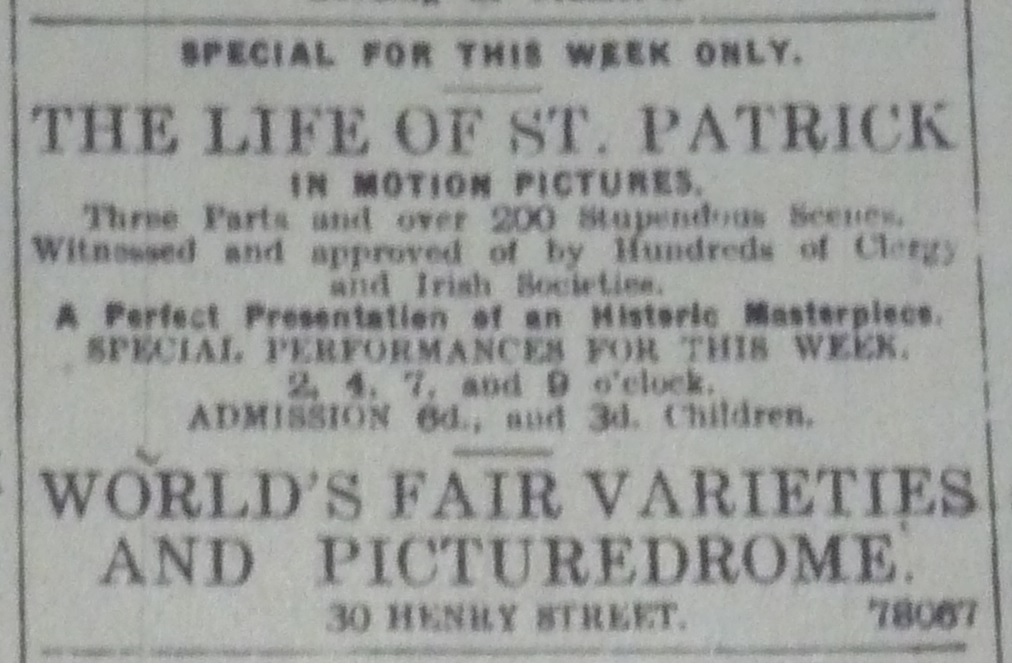 SPECIAL FOR THIS WEEK ONLY.
THE LIFE OF ST. PATRICK
IN MOTION PICTURES.
Three Parts and over 200 Stupendous Scenes.
Witnessed and approved of by Hundreds of Clergy
and Irish Societies.
A Perfect Presentation of an Historic Masterpiece.
SPECIAL PERFORMANCES FOR THIS WEEK.
2, 4, 7, and 9 o'clock.
ADMISSION 6d., and 3d. Children.
WORLD'S FAIR VARIETIES
AND PICTUREDROME.
30 HENRY STREET. 78067